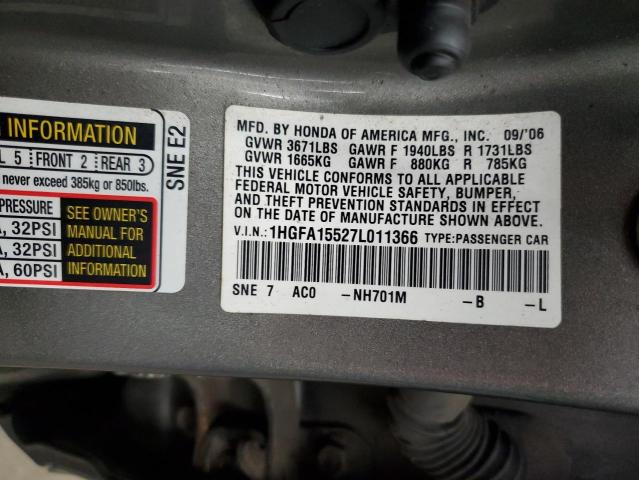 INFORMATION
L 5 FRONT 2 REAR 3
never exceed 385kg or 850lbs.
PRESSURE
A, 32PSI
A, 32PSI
A, 60PSI
SEE OWNER'S
MANUAL FOR
ADDITIONAL
INFORMATION
SNE E2
MFD. BY HONDA OF AMERICA MFG., INC. 09/'06
GVWR 3671LBS GAWR F 1940LBS R 1731LBS
GVWR 1665KG GAWR F 880KG R 785KG
THIS VEHICLE CONFORMS TO ALL APPLICABLE
FEDERAL MOTOR VEHICLE SAFETY, BUMPER,
AND THEFT PREVENTION STANDARDS IN EFFECT
ON THE DATE OF MANUFACTURE SHOWN ABOVE.
V.I.N.: 1HGFA15527L011366 TYPE:PASSENGER CAR
SNE 7 AC0 -NH701M -B -L